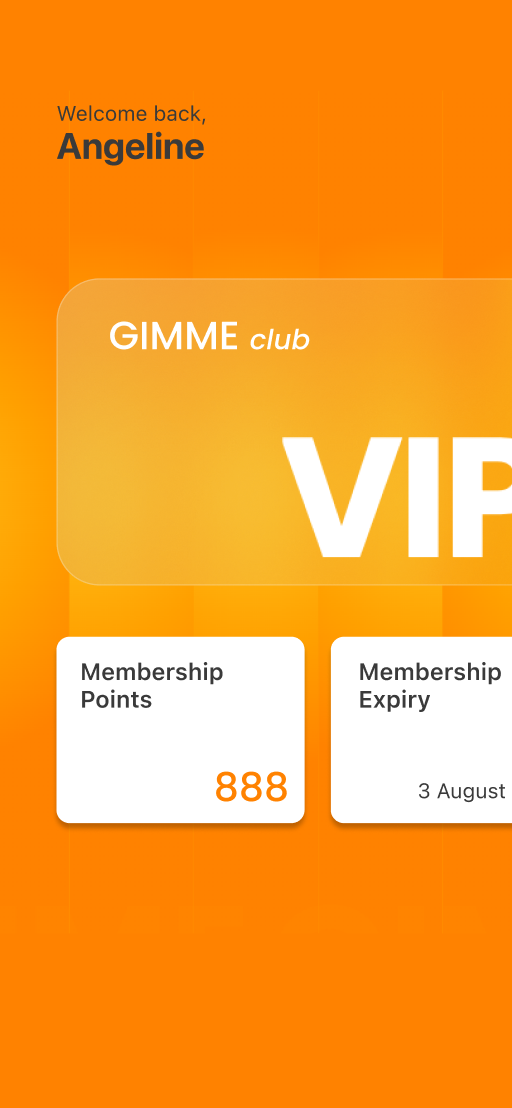 Welcome back,
Angeline
GIMME club
VIP
Membership
Points
Membership
Expiry
888
3 August